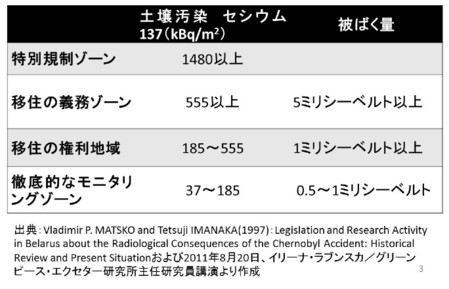 土壌汚染 セシウム
137(kBq/m²)
被ばく量
特別規制ゾーン
1480以上
移住の義務ゾーン
555以上
5ミリシーベルト以上
移住の権利地域
185〜555
1ミリシーベルト以上
徹底的なモニタリ
ングゾーン
37〜185
0.5〜1ミリシーベルト
出典：Vladimir P. MATSKO and Tetsuji IMANAKA(1997)：Legislation and Research Activity
in Belarus about the Radiological Consequences of the Chernobyl Accident: Historical
Review and Present Situationおよび2011年8月20日、イリーナ・ラブンスカ／グリーン
ピース・エクセター研究所主任研究員講演より作成
3